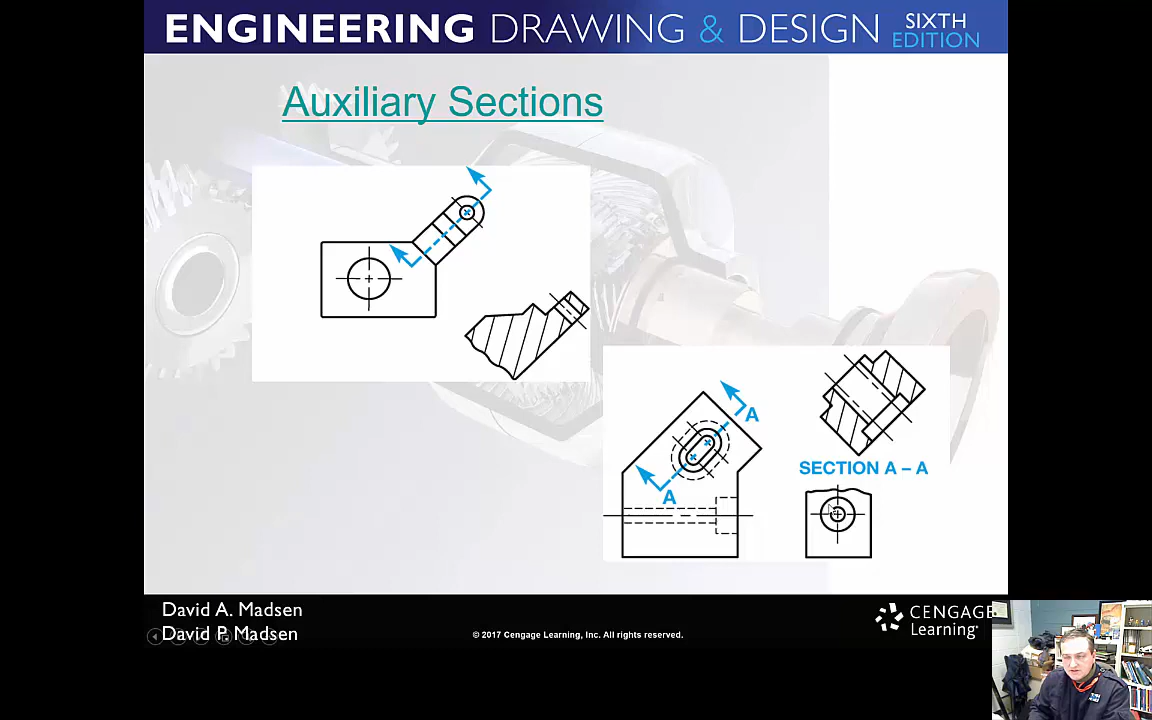 ENGINEERING DRAWING & DESIGN SIXTH EDITION
Auxiliary Sections
A
A
SECTION A – A
David A. Madsen
David P. Madsen
© 2017 Cengage Learning, Inc. All rights reserved.
CENGAGE
Learning